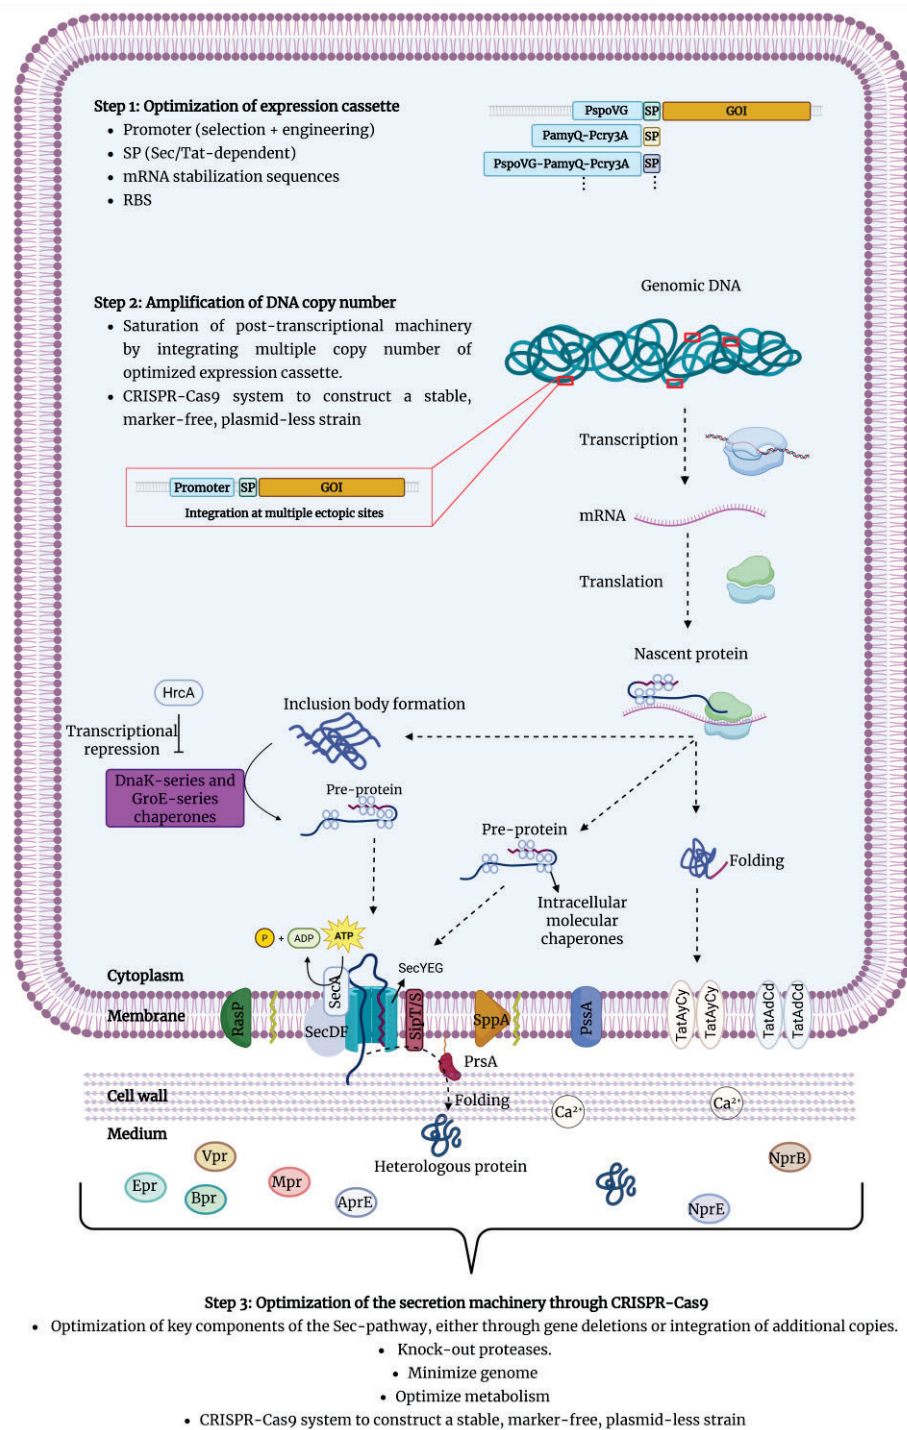 Step 1: Optimization of expression cassette
• Promoter (selection + engineering)
• SP (Sec/Tat-dependent)
• mRNA stabilization sequences
• RBS
PspoVG SP GOI
PamyQ-Pcry3A SP
PspoVG-PamyQ-Pcry3A SP
Genomic DNA
Step 2: Amplification of DNA copy number
• Saturation of post-transcriptional machinery
by integrating multiple copy number of
optimized expression cassette.
• CRISPR-Cas9 system to construct a stable,
marker-free, plasmid-less strain
Promoter SP GOI
Integration at multiple ectopic sites
Transcription
mRNA
Translation
Nascent protein
HrcA
Transcriptional
repression
DnaK-series and
GroE-series
chaperones
Inclusion body formation
Pre-protein
Pre-protein
Intracellular
molecular
chaperones
Folding
P + ADP ATP
SecYEG
Cytoplasm
Membrane
RasP
SecA
SecDF
SipT/S
SppA
PssA
TatAyCy
TatAyCy
TatAdCd
TatAdCd
PrsA
Cell wall
Folding
Ca²⁺
Ca²⁺
Medium
Heterologous protein
Vpr
Epr
Bpr
Mpr
AprE
NprB
NprE
Step 3: Optimization of the secretion machinery through CRISPR-Cas9
• Optimization of key components of the Sec-pathway, either through gene deletions or integration of additional copies.
• Knock-out proteases.
• Minimize genome
• Optimize metabolism
• CRISPR-Cas9 system to construct a stable, marker-free, plasmid-less strain